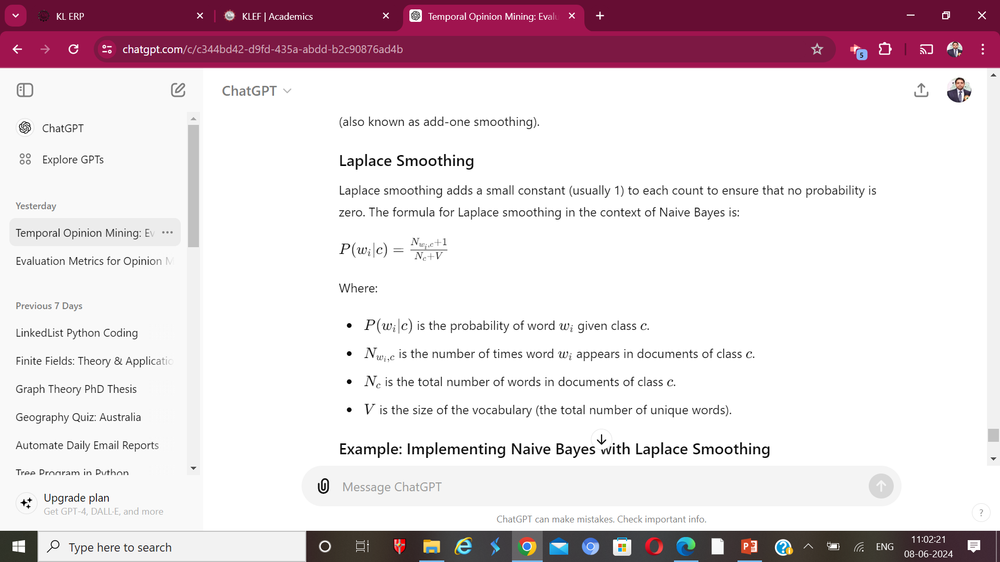 KL ERP
KLEF | Academics
Temporal Opinion Mining: Evalu
chatgpt.com/c/c344bd42-d9fd-435a-abdd-b2c90876ad4b
5
ChatGPT
Explore GPTs
Yesterday
Temporal Opinion Mining: Ev
Evaluation Metrics for Opinion M
Previous 7 Days
LinkedList Python Coding
Finite Fields: Theory & Applicatio
Graph Theory PhD Thesis
Geography Quiz: Australia
Automate Daily Email Reports
Tree Program in Python
Upgrade plan
Get GPT-4, DALL·E, and more
ChatGPT
(also known as add-one smoothing).
Laplace Smoothing
Laplace smoothing adds a small constant (usually 1) to each count to ensure that no probability is
zero. The formula for Laplace smoothing in the context of Naive Bayes is:
P(w_i|c) = \frac{N_{w_i,c}+1}{N_c+V}
Where:
• P(w_i|c) is the probability of word w_i given class c.
• N_{w_i,c} is the number of times word w_i appears in documents of class c.
• N_c is the total number of words in documents of class c.
• V is the size of the vocabulary (the total number of unique words).
Example: Implementing Naive Bayes with Laplace Smoothing
Message ChatGPT
ChatGPT can make mistakes. Check important info.
?
Type here to search
ENG
11:02:21
08-06-2024